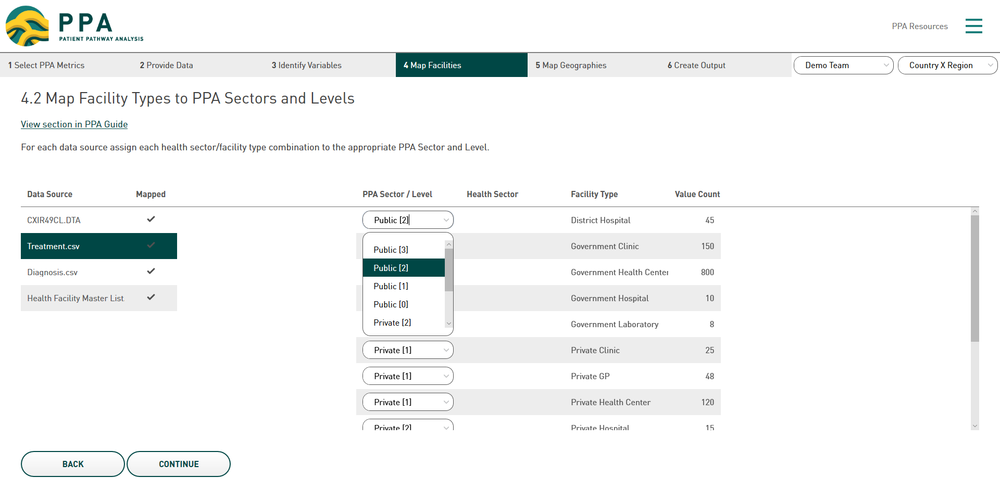 PPA
PATIENT PATHWAY ANALYSIS
PPA Resources
1 Select PPA Metrics
2 Provide Data
3 Identify Variables
4 Map Facilities
5 Map Geographies
6 Create Output
Demo Team
Country X Region
4.2 Map Facility Types to PPA Sectors and Levels
View section in PPA Guide
For each data source assign each health sector/facility type combination to the appropriate PPA Sector and Level.
Data Source Mapped
CXIR49CL.DTA
Treatment.csv
Diagnosis.csv
Health Facility Master List.
PPA Sector / Level Health Sector Facility Type Value Count
Public [2] District Hospital 45
Public [3]
Public [2]
Public [1]
Public [0]
Private [2]
Government Clinic 150
Government Health Center 800
Government Hospital 10
Government Laboratory 8
Private [1] Private Clinic 25
Private [1] Private GP 48
Private [1] Private Health Center 120
Private [2] Private Hospital 15
BACK
CONTINUE